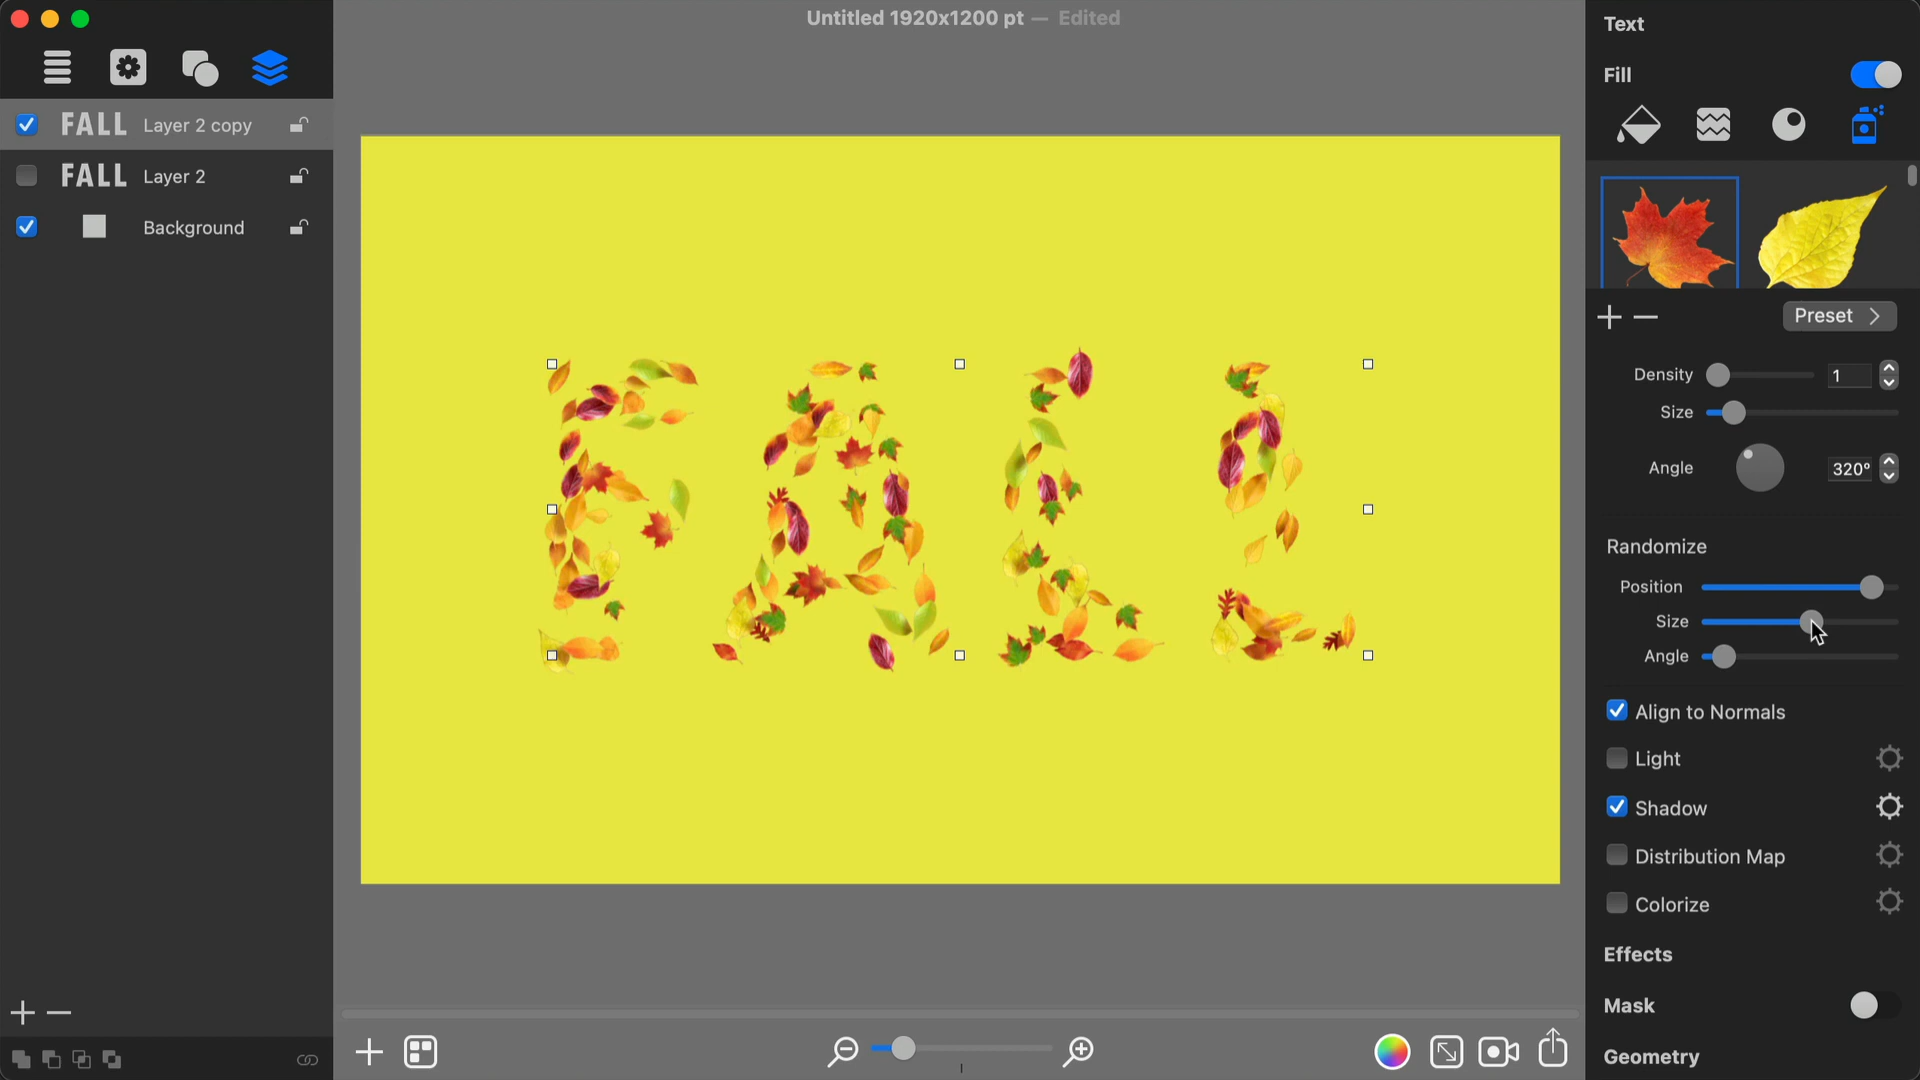 Untitled 1920x1200 pt — Edited
FALL Layer 2 copy
FALL Layer 2
Background
FALL
Text
Fill
Preset
Density 1
Size
Angle 320°
Randomize
Position
Size
Angle
Align to Normals
Light
Shadow
Distribution Map
Colorize
Effects
Mask
Geometry